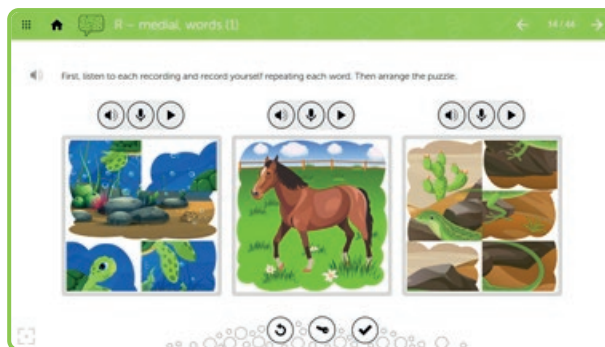 R – medial, words (1)
14 / 44
First, listen to each recording and record yourself repeating each word. Then arrange the puzzle.